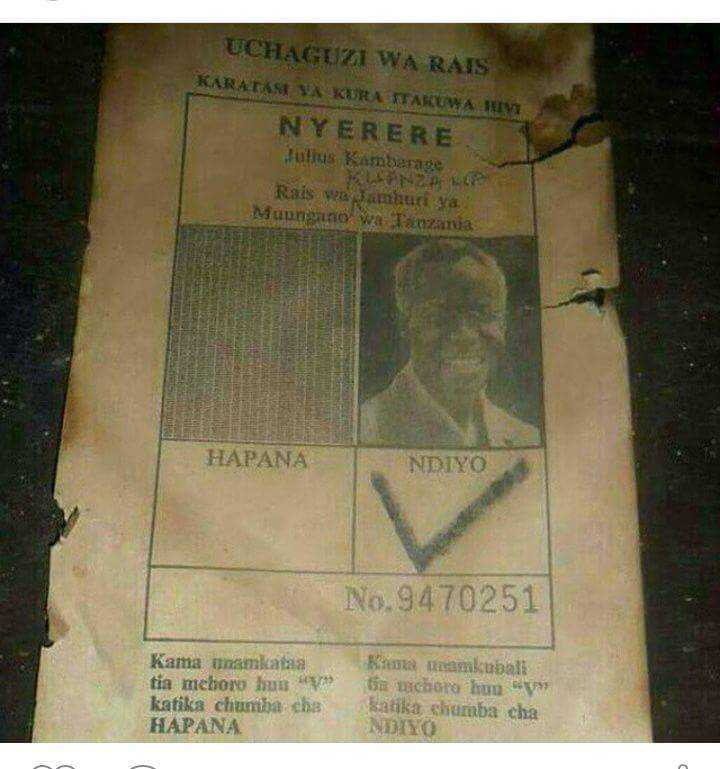 UCHAGUZI WA RAIS
KARATASI YA KURA ITAKUWA HIVI
NYERERE
Julius Kambarage
Rais wa Jamhuri ya
Muungano wa Tanzania
HAPANA NDIYO
No.9470251
Kama unamkataa
tia mchoro huu “V”
katika chumba cha
HAPANA
Kama unamkubali
tia mchoro huu “V”
katika chumba cha
NDIYO